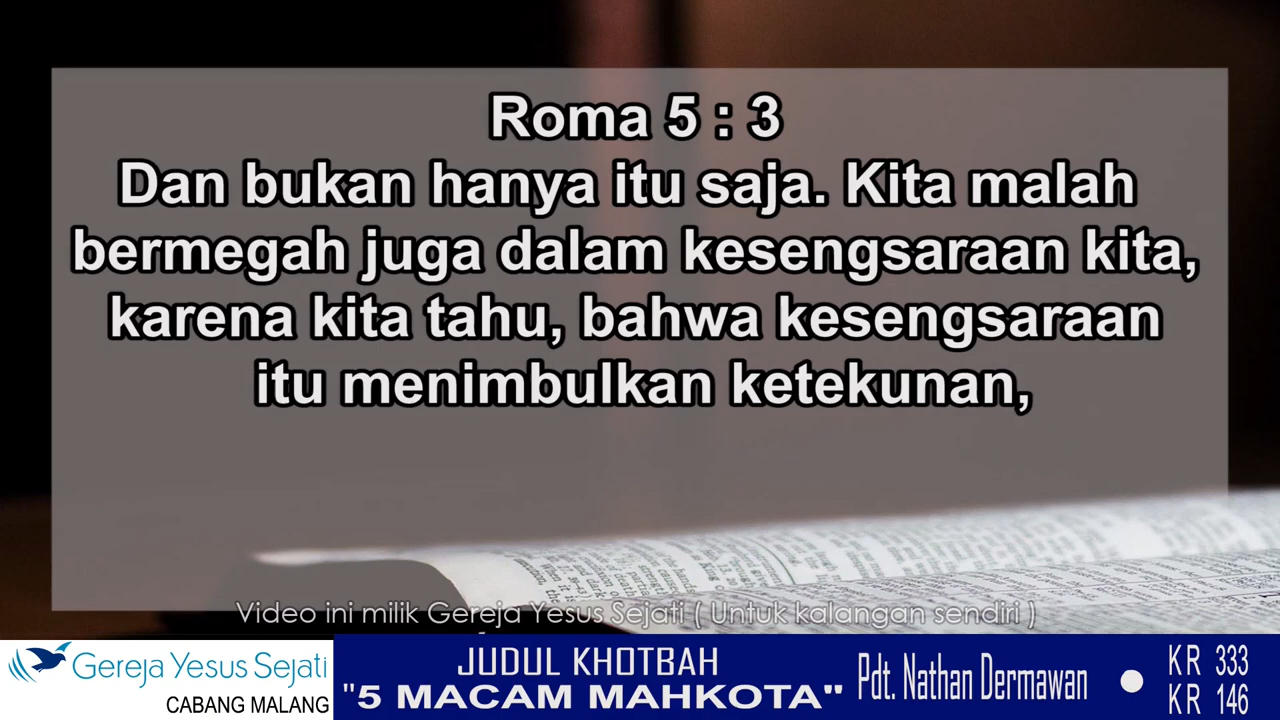 Roma 5 : 3
Dan bukan hanya itu saja. Kita malah
bermegah juga dalam kesengsaraan kita,
karena kita tahu, bahwa kesengsaraan
itu menimbulkan ketekunan,
Video ini milik Gereja Yesus Sejati ( Untuk kalangan sendiri )
Gereja Yesus Sejati
CABANG MALANG
JUDUL KHOTBAH
"5 MACAM MAHKOTA"
Pdt. Nathan Dermawan
KR 333
KR 146